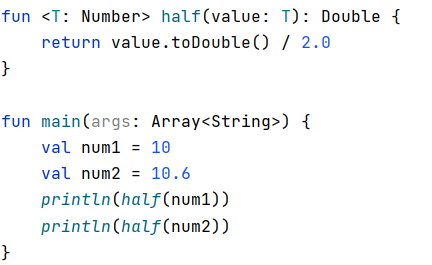 fun <T: Number> half(value: T): Double {
    return value.toDouble() / 2.0
}

fun main(args: Array<String>) {
    val num1 = 10
    val num2 = 10.6
    println(half(num1))
    println(half(num2))
}